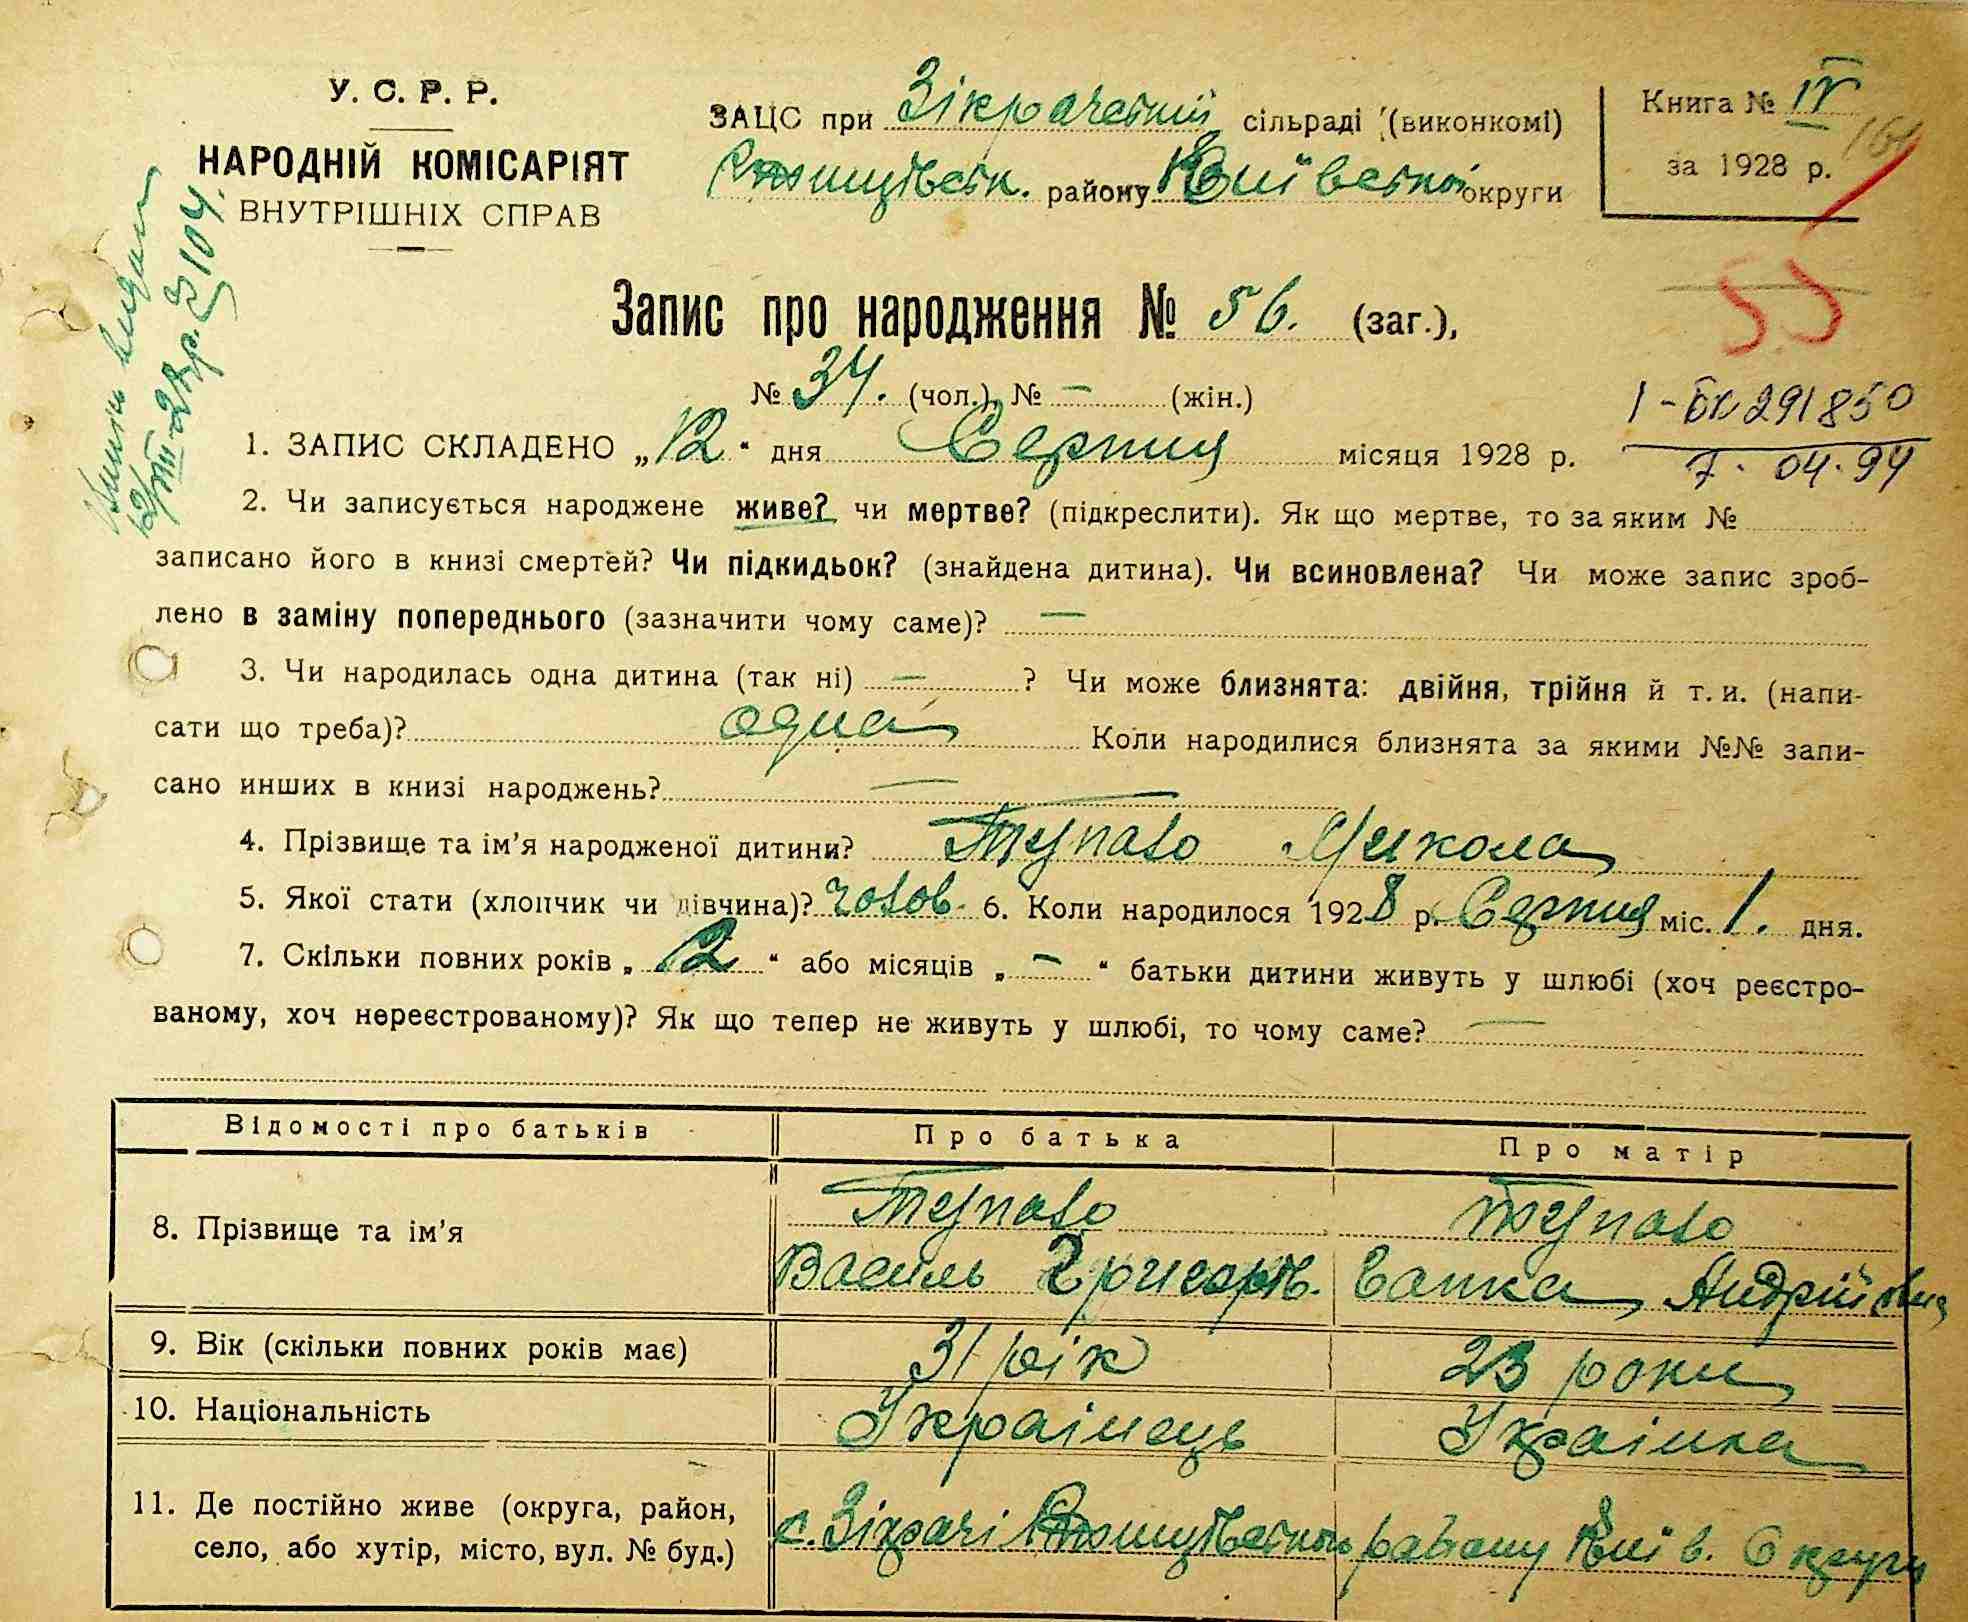 У. С. Р. Р.
НАРОДНІЙ КОМІСАРІЯТ
ВНУТРІШНІХ СПРАВ
ЗАЦС при Зікрачевській сільраді (виконкомі)
району Київської округи
Книга № IV
за 1928 р.
55
Запис про народження № 56. (заг.),
№ 34. (чол.), № — (жін.)
1-БК 291850
7. 04. 94
1. ЗАПИС СКЛАДЕНО „12“ дня Серпня місяця 1928 р.
2. Чи записується народжене живе? чи мертве? (підкреслити). Як що мертве, то за яким №
записано його в книзі смертей? Чи підкидьок? (знайдена дитина). Чи всиновлена? Чи може запис зроб-
лено в заміну попереднього (зазначити чому саме)? —
3. Чи народилась одна дитина (так ні) — ? Чи може близнята: двійня, трійня й т. и. (напи-
сати що треба)? одна Коли народилися близнята за якими №№ запи-
сано инших в книзі народжень? —
4. Прізвище та ім’я народженої дитини? Тупало Микола
5. Якої стати (хлопчик чи дівчина)? чолов. 6. Коли народилося 1928 р. Серпня міс. 1. дня.
7. Скільки повних років „12“ або місяців „—“ батьки дитини живуть у шлюбі (хоч реєстро-
ваному, хоч нереєстрованому)? Як що тепер не живуть у шлюбі, то чому саме? —
Відомості про батьків Про батька Про матір
8. Прізвище та ім’я Тупало Тупало
Василь Григорів. Ганка Андріївна
9. Вік (скільки повних років має) 31 рік 23 роки
10. Національність Українець Українка
11. Де постійно живе (округа, район,
село, або хутір, місто, вул. № буд.) с. Зікрачі району Київ. Округи